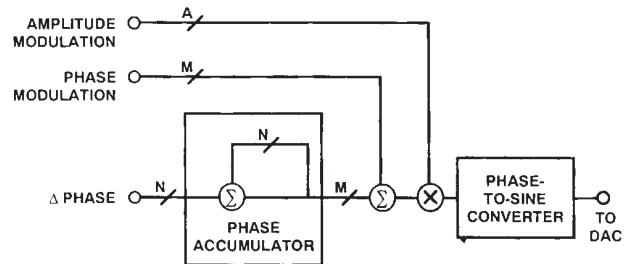 AMPLITUDE
MODULATION
A
PHASE
MODULATION
M
N
Δ PHASE
N
Σ
M
Σ
×
PHASE
ACCUMULATOR
PHASE-
TO-SINE
CONVERTER
TO
DAC